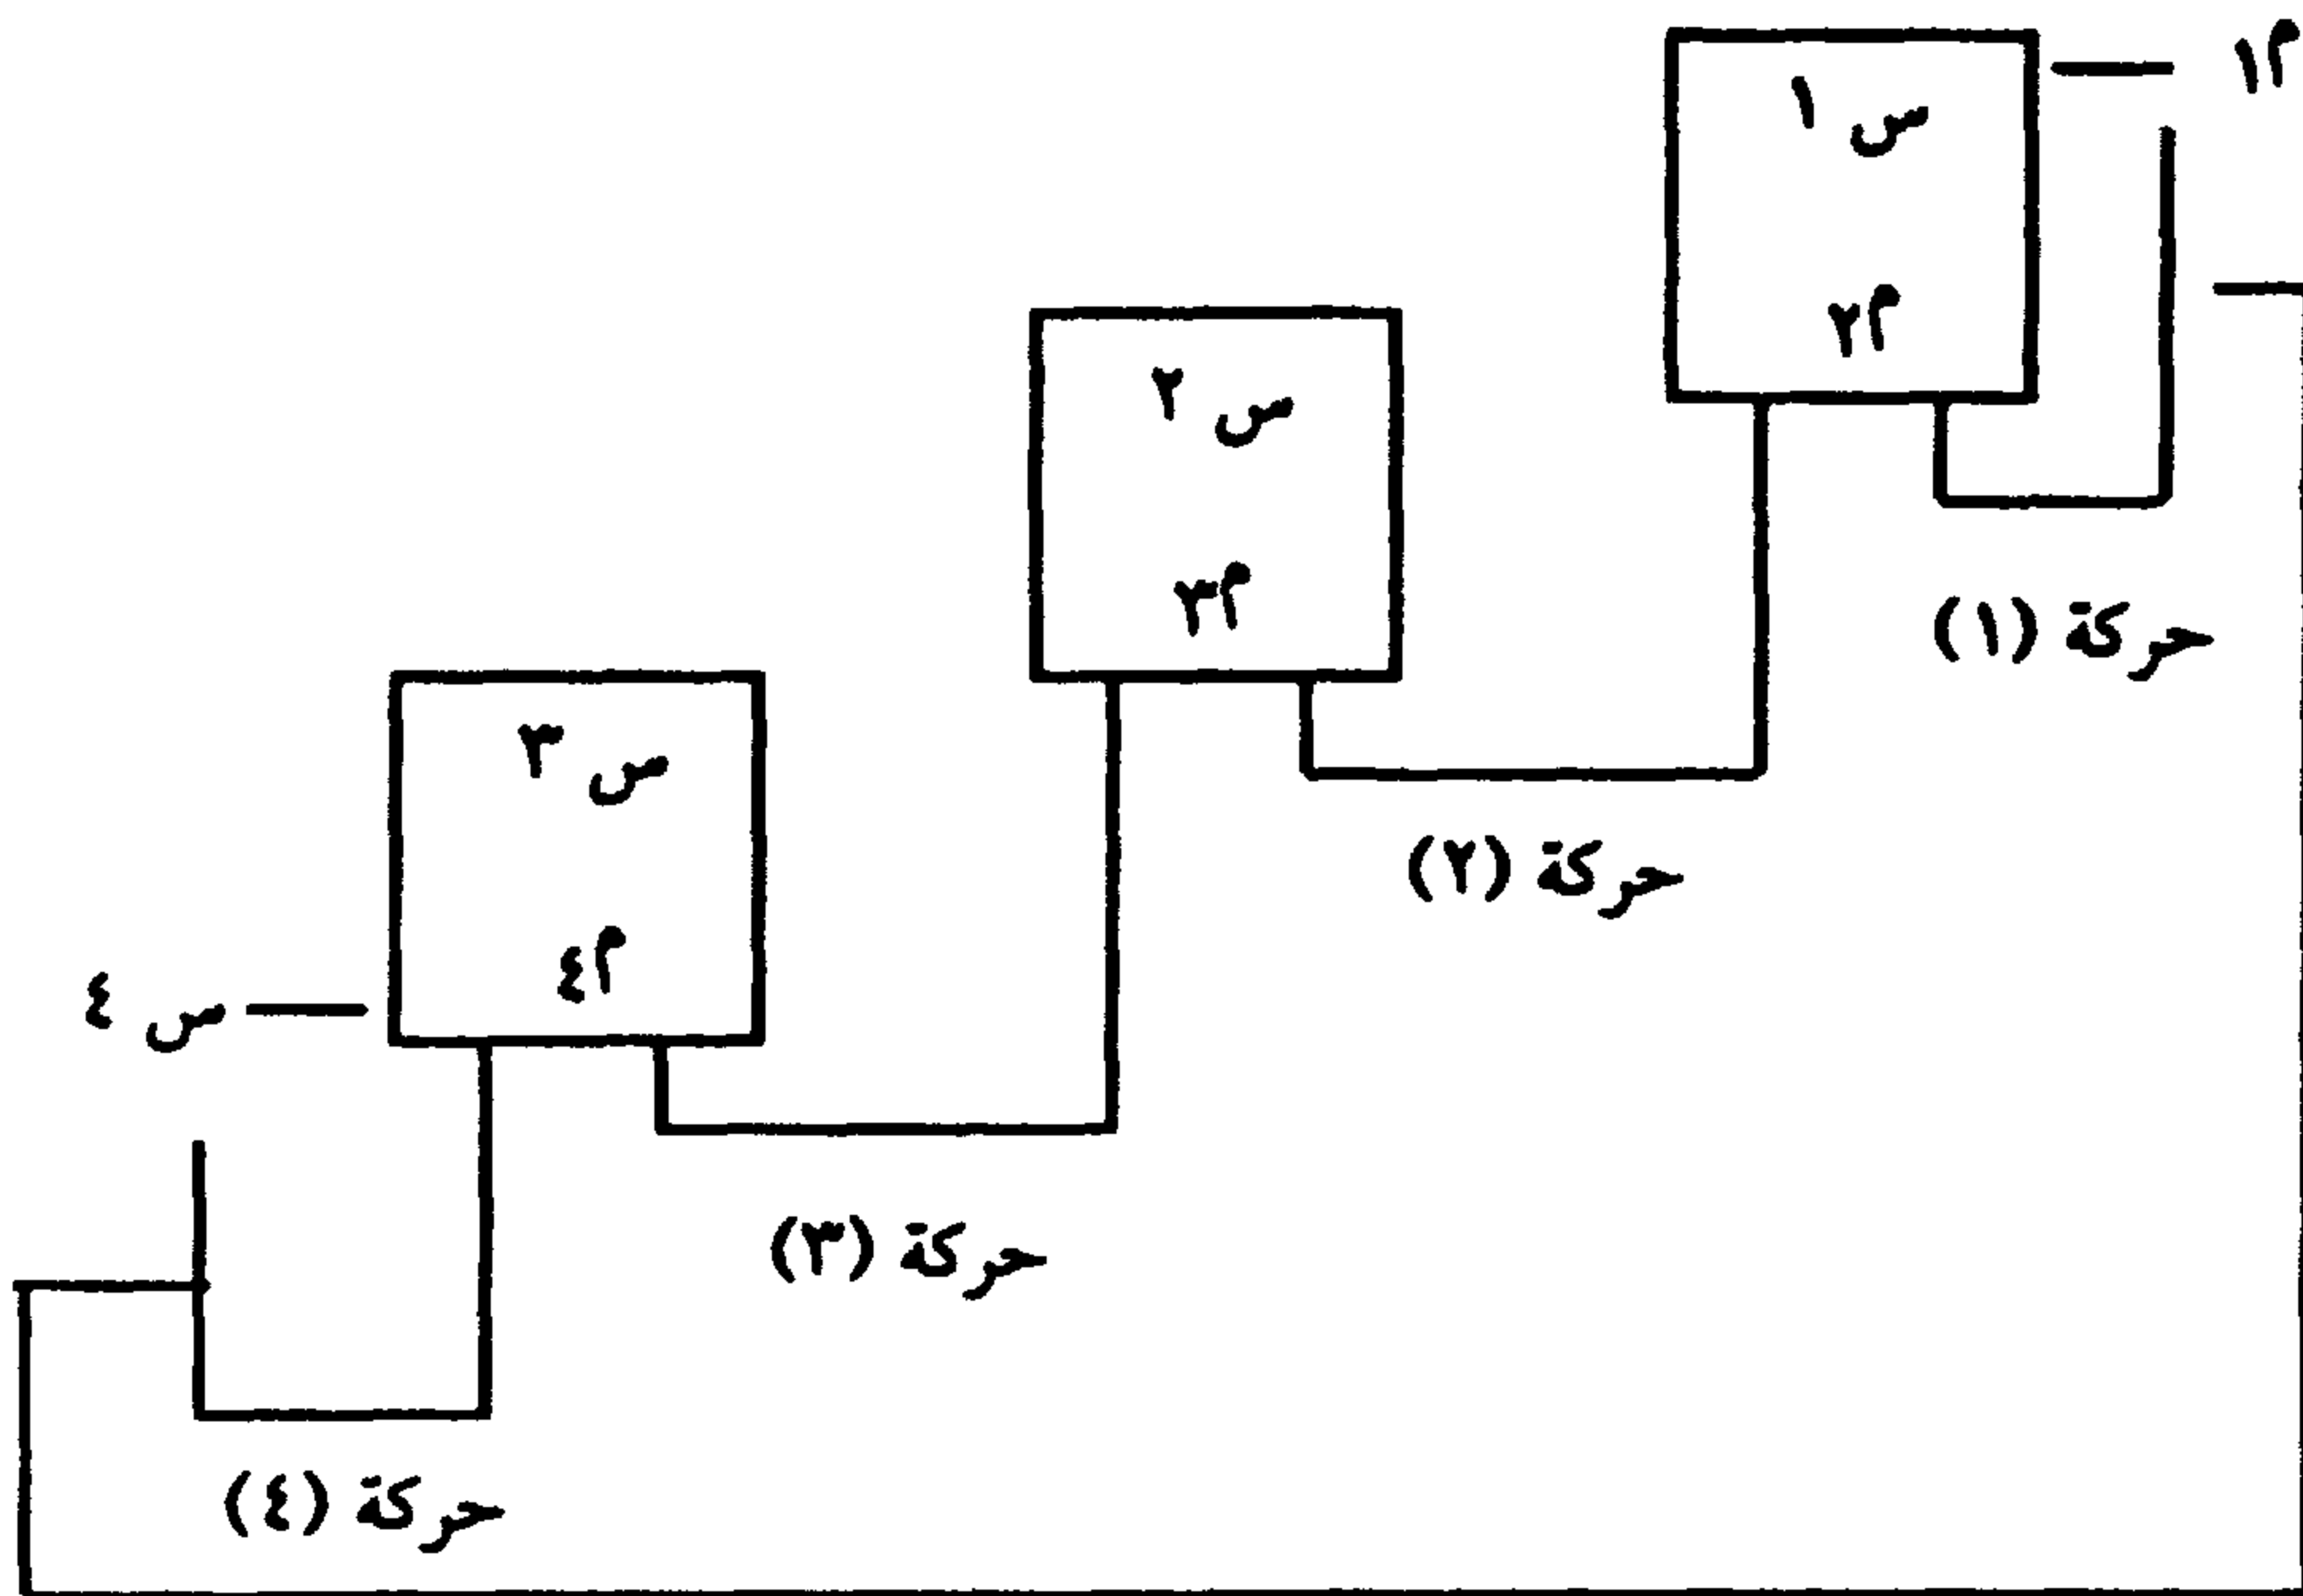 م١
س ١
م٢
س ٢
م٣
حركة (١)
س ٣
م٤
حركة (٢)
س ٤
حركة (٣)
حركة (٤)